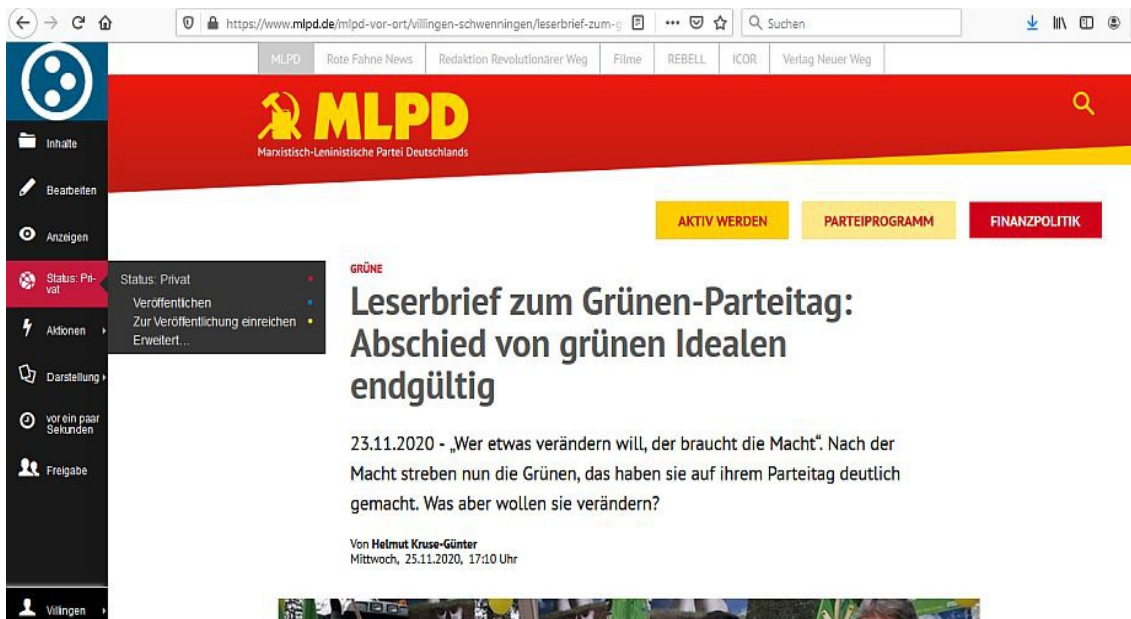 https://www.mlpd.de/mlpd-vor-ort/villingen-schwenningen/leserbrief-zum-g
Suchen
MLPD
Rote Fahne News
Redaktion Revolutionärer Weg
Filme
REBELL
ICOR
Verlag Neuer Weg
MLPD
Marxistisch-Leninistische Partei Deutschlands
Inhalte
Bearbeiten
Anzeigen
Status: Pri-
vat
Aktionen
Darstellung
vor ein paar
Sekunden
Freigabe
Villingen
Status: Privat
Veröffentlichen
Zur Veröffentlichung einreichen
Erweitert...
AKTIV WERDEN
PARTEIPROGRAMM
FINANZPOLITIK
GRÜNE
Leserbrief zum Grünen-Parteitag:
Abschied von grünen Idealen
endgültig
23.11.2020 - „Wer etwas verändern will, der braucht die Macht“. Nach der
Macht streben nun die Grünen, das haben sie auf ihrem Parteitag deutlich
gemacht. Was aber wollen sie verändern?
Von Helmut Kruse-Günter
Mittwoch, 25.11.2020, 17:10 Uhr